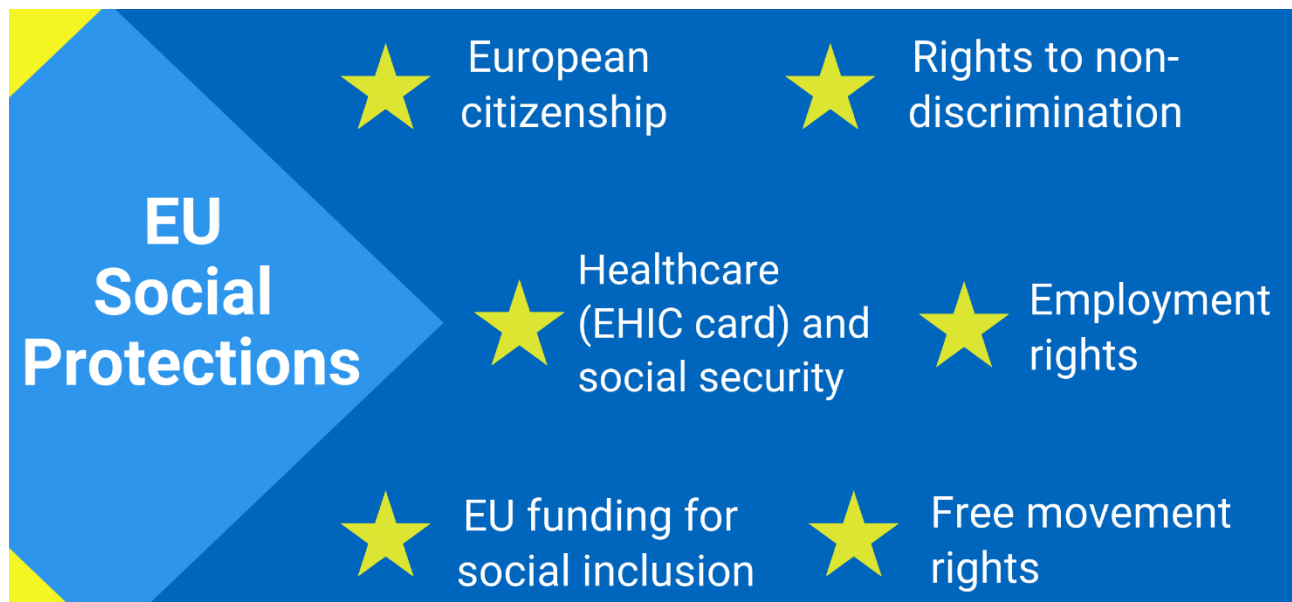 EU
Social
Protections
European
citizenship
Rights to non-
discrimination
Healthcare
(EHIC card) and
social security
Employment
rights
EU funding for
social inclusion
Free movement
rights